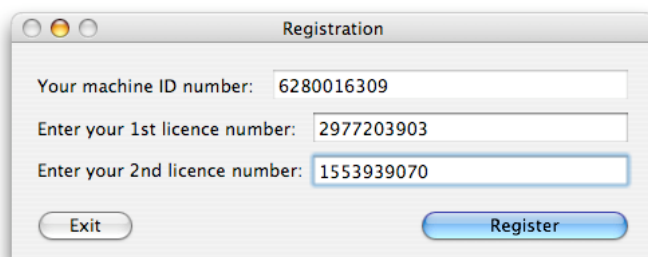 Registration
Your machine ID number: 6280016309
Enter your 1st licence number: 2977203903
Enter your 2nd licence number: 1553939070
Exit Register